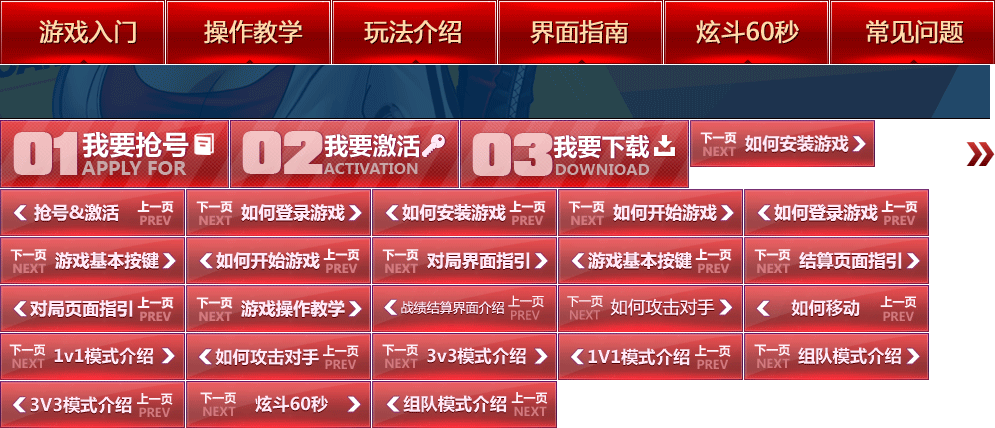 游戏入门 操作教学 玩法介绍 界面指南 炫斗60秒 常见问题
01 我要抢号 APPLY FOR
02 我要激活 ACTIVATION
03 我要下载 DOWNIOAD
下一页 NEXT 如何安装游戏
抢号&激活 上一页 PREV
下一页 NEXT 如何登录游戏
如何安装游戏 上一页 PREV
下一页 NEXT 如何开始游戏
如何登录游戏 上一页 PREV
下一页 NEXT 游戏基本按键
如何开始游戏 上一页 PREV
下一页 NEXT 对局界面指引
游戏基本按键 上一页 PREV
下一页 NEXT 结算页面指引
对局页面指引 上一页 PREV
下一页 NEXT 游戏操作教学
战绩结算界面介绍 上一页 PREV
下一页 NEXT 如何攻击对手
如何移动 上一页 PREV
下一页 NEXT 1v1模式介绍
如何攻击对手 上一页 PREV
下一页 NEXT 3v3模式介绍
1V1模式介绍 上一页 PREV
下一页 NEXT 组队模式介绍
3V3模式介绍 上一页 PREV
下一页 NEXT 炫斗60秒
组队模式介绍 上一页 NEXT